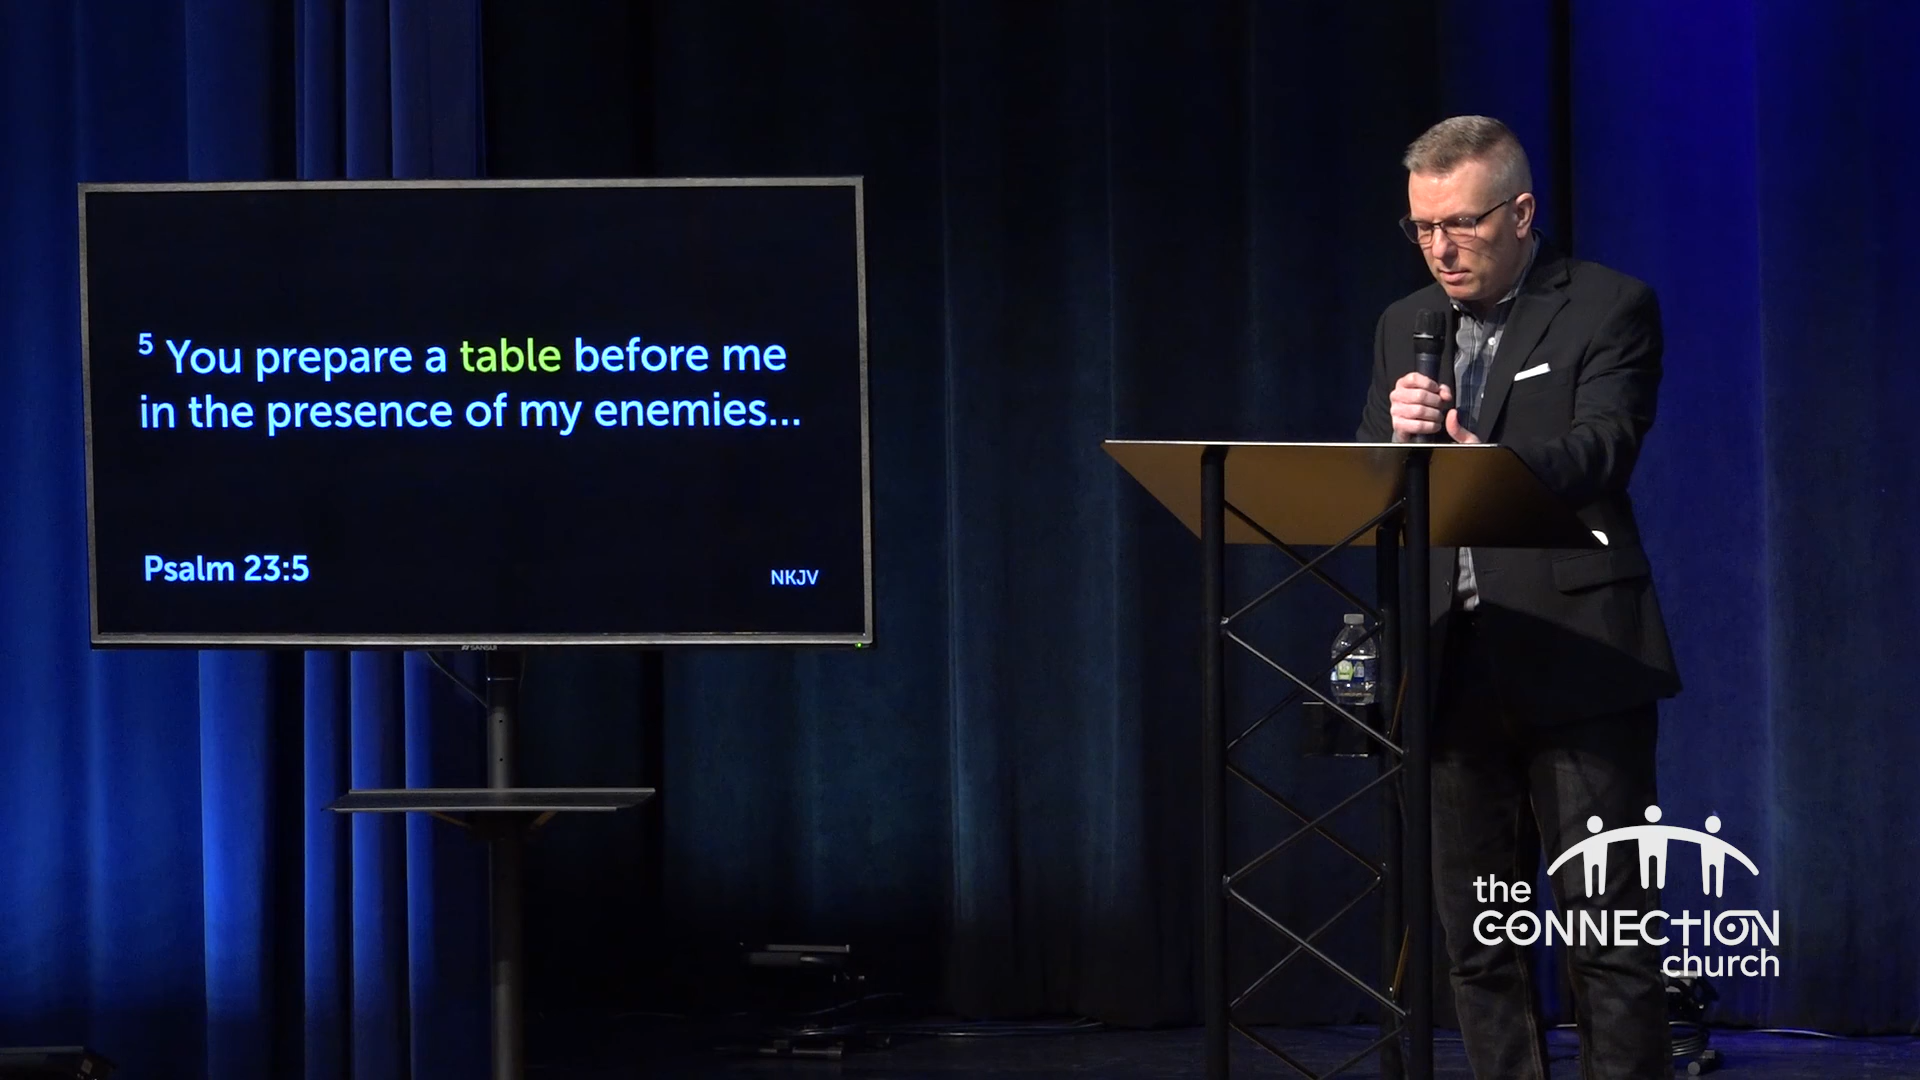 5 You prepare a table before me
in the presence of my enemies...
Psalm 23:5
NKJV
SANSUI
the
CONNECTION
church